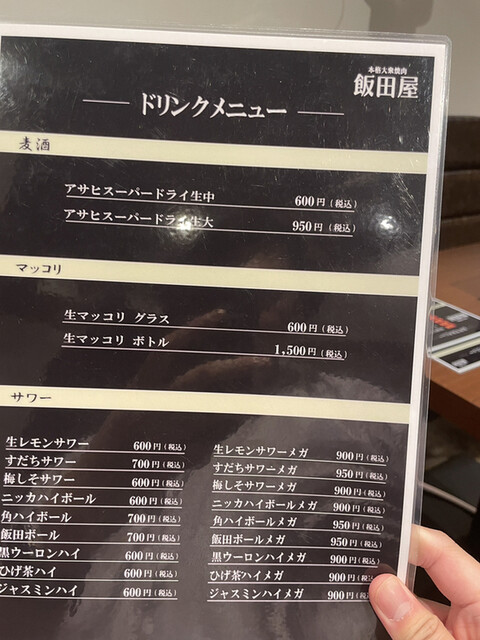 本格大衆焼肉
飯田屋
ドリンクメニュー
麦酒
アサヒスーパードライ生中 600円(税込)
アサヒスーパードライ生大 950円(税込)
マッコリ
生マッコリ グラス 600円(税込)
生マッコリ ボトル 1,500円(税込)
サワー
生レモンサワー 600円(税込)
すだちサワー 700円(税込)
梅しそサワー 600円(税込)
ニッカハイボール 600円(税込)
角ハイボール 700円(税込)
飯田ボール 700円(税込)
黒ウーロンハイ 600円(税込)
ひげ茶ハイ 600円(税込)
ジャスミンハイ 600円(税込)
生レモンサワーメガ 900円(税込)
すだちサワーメガ 950円(税込)
梅しそサワーメガ 900円(税込)
ニッカハイボールメガ 900円(税込)
角ハイボールメガ 950円(税込)
飯田ボールメガ 950円(税込)
黒ウーロンハイメガ 900円(税込)
ひげ茶ハイメガ 900円(税込)
ジャスミンハイメガ 900円(税込)